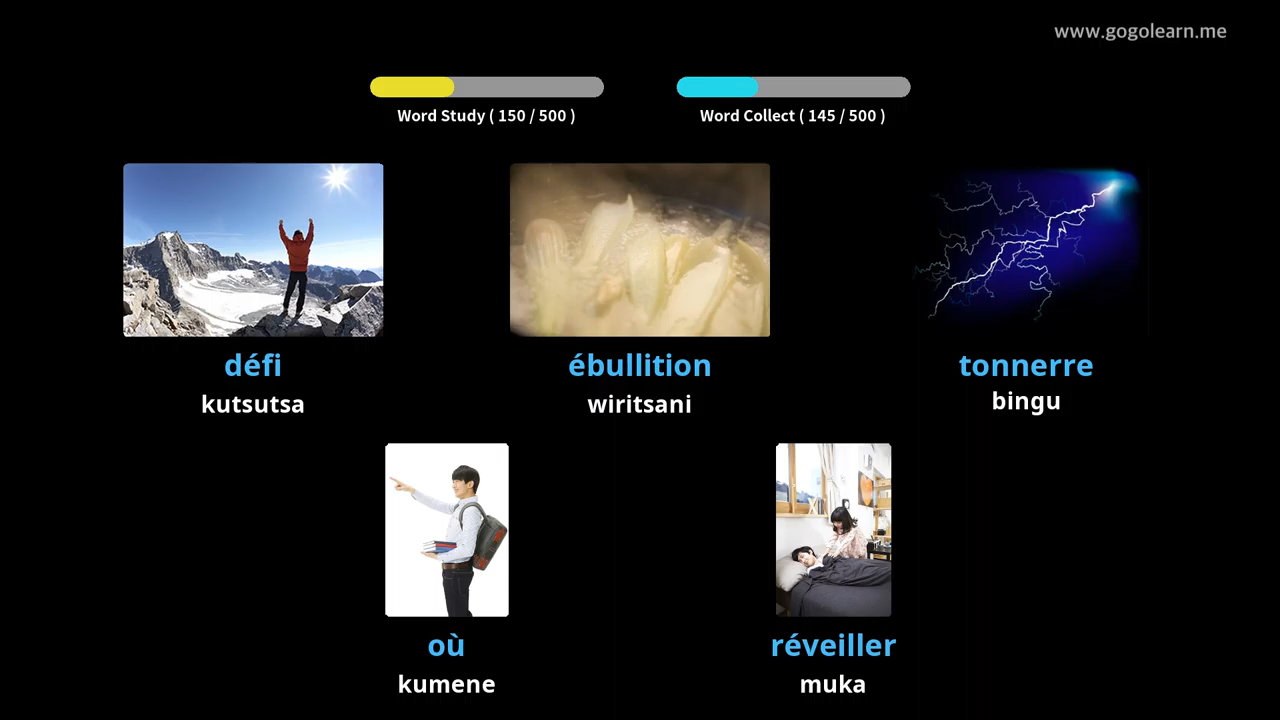 www.gogolearn.me
Word Study ( 150 / 500 )
Word Collect ( 145 / 500 )
défi
kutsutsa
ébullition
wiritsani
tonnerre
bingu
où
kumene
réveiller
muka